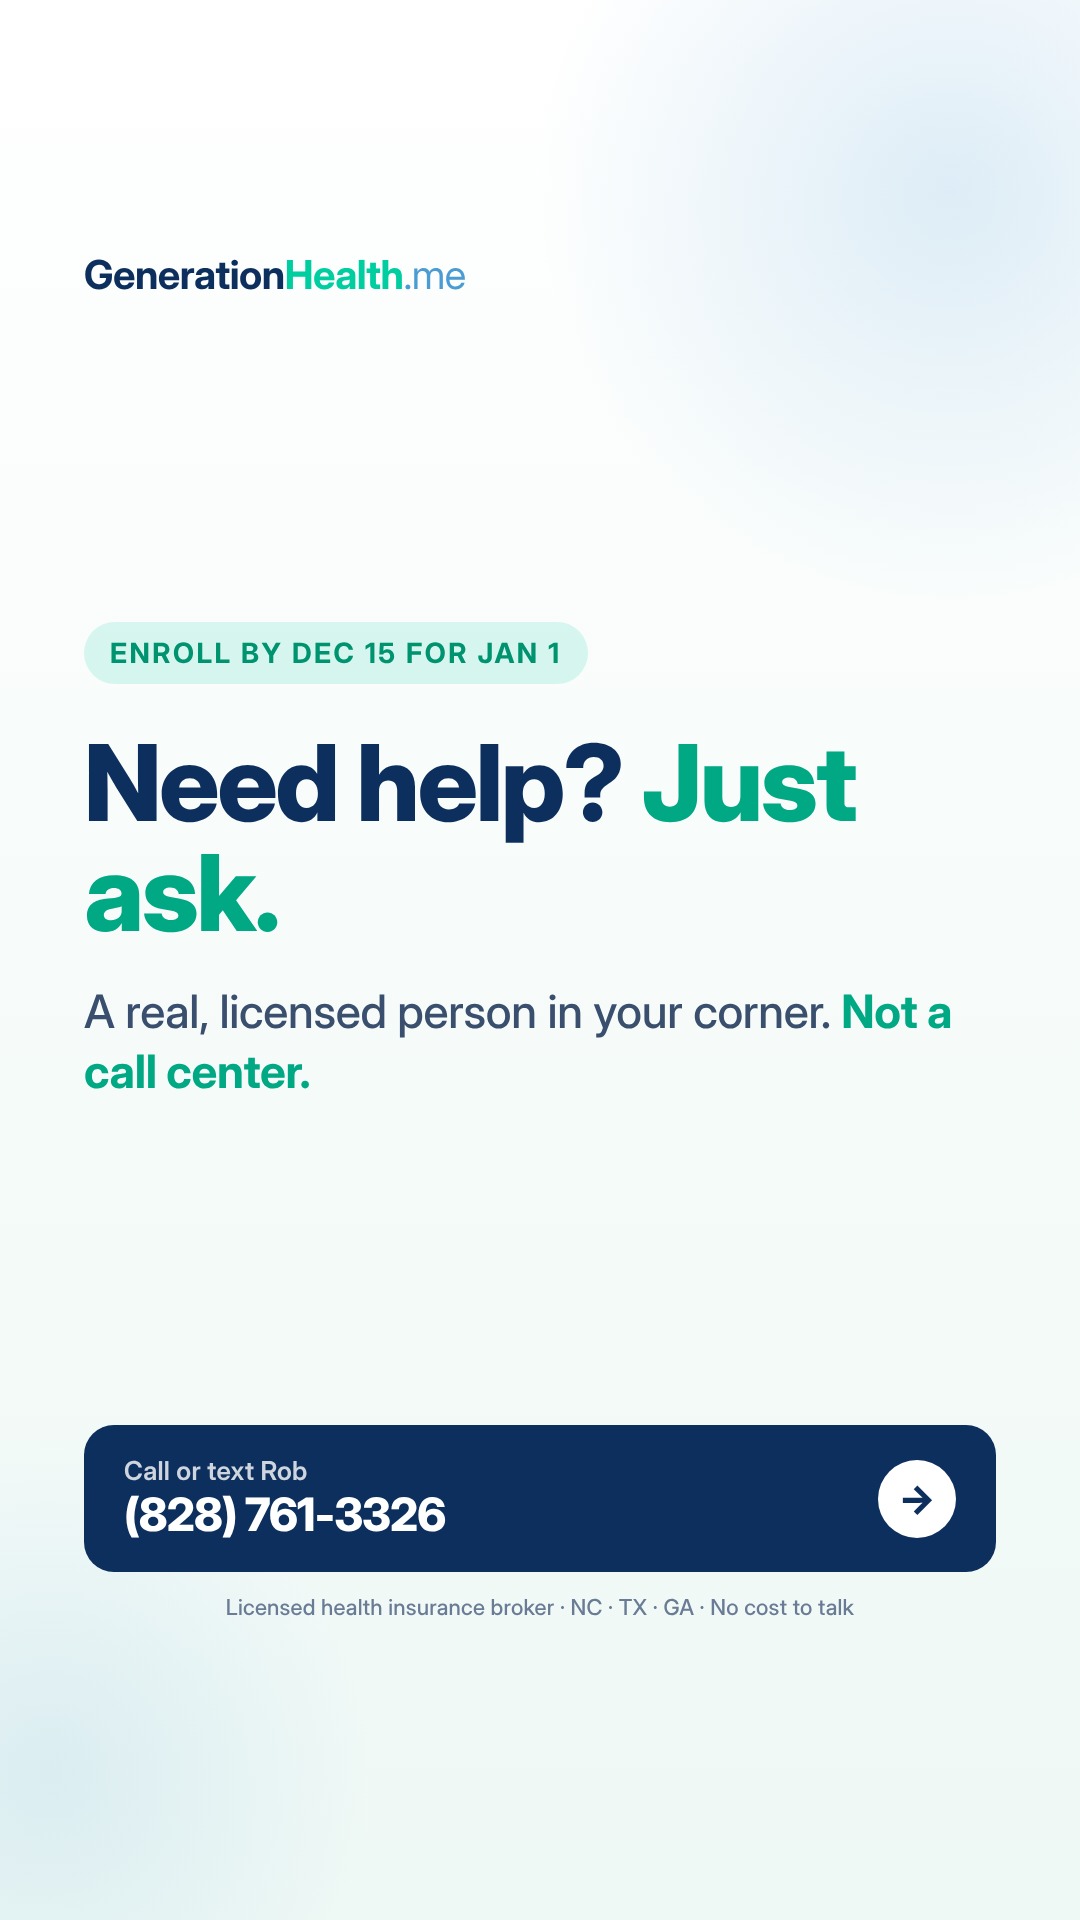 GenerationHealth.me
ENROLL BY DEC 15 FOR JAN 1
Need help? Just
ask.
A real, licensed person in your corner. Not a
call center.
Call or text Rob
(828) 761-3326
Licensed health insurance broker · NC · TX · GA · No cost to talk